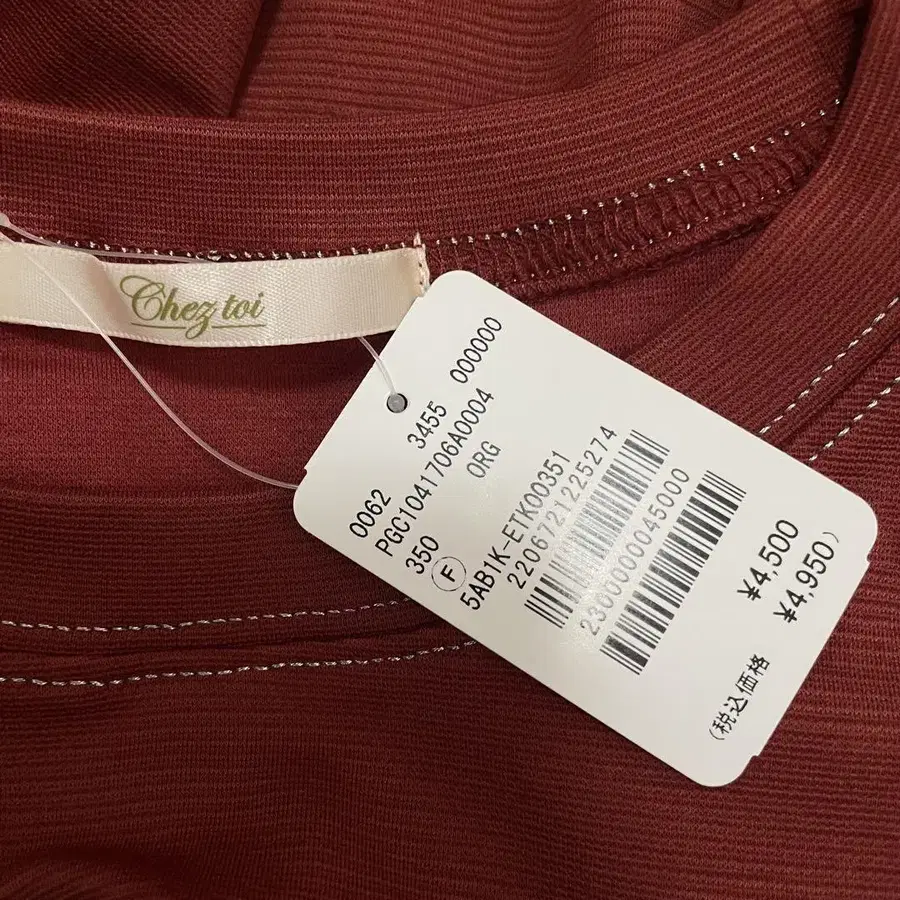 Chez toi
0062 3455 000000
PGC1041706A0004
350 ORG
F
5AB1K-ETK00351
2206721225274
2300000045000
¥4,500
(税込価格 ¥4,950)